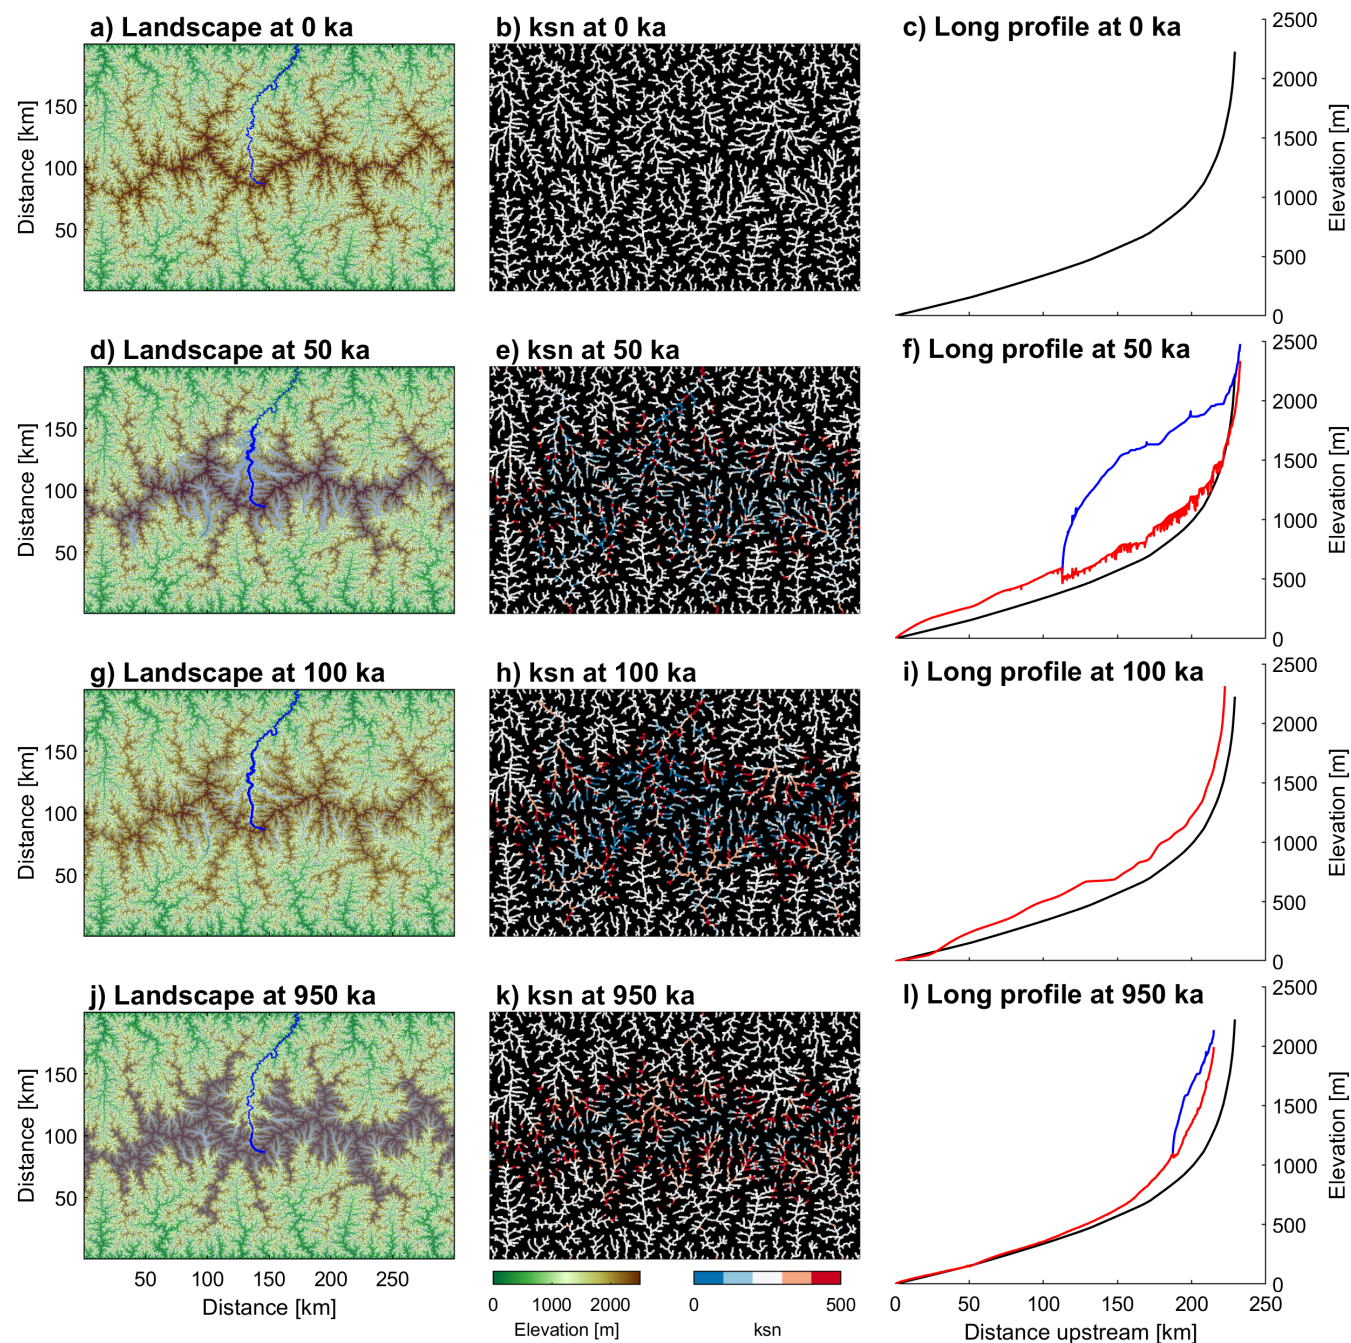 a) Landscape at 0 ka
b) ksn at 0 ka
c) Long profile at 0 ka
Distance [km]
150
100
50
2500
2000
1500
1000
500
0
Elevation [m]
d) Landscape at 50 ka
e) ksn at 50 ka
f) Long profile at 50 ka
Distance [km]
150
100
50
2500
2000
1500
1000
500
0
Elevation [m]
g) Landscape at 100 ka
h) ksn at 100 ka
i) Long profile at 100 ka
Distance [km]
150
100
50
2500
2000
1500
1000
500
0
Elevation [m]
j) Landscape at 950 ka
k) ksn at 950 ka
l) Long profile at 950 ka
Distance [km]
150
100
50
2500
2000
1500
1000
500
0
Elevation [m]
50 100 150 200 250
Distance [km]
0 1000 2000
Elevation [m]
0 500
ksn
0 50 100 150 200 250
Distance upstream [km]